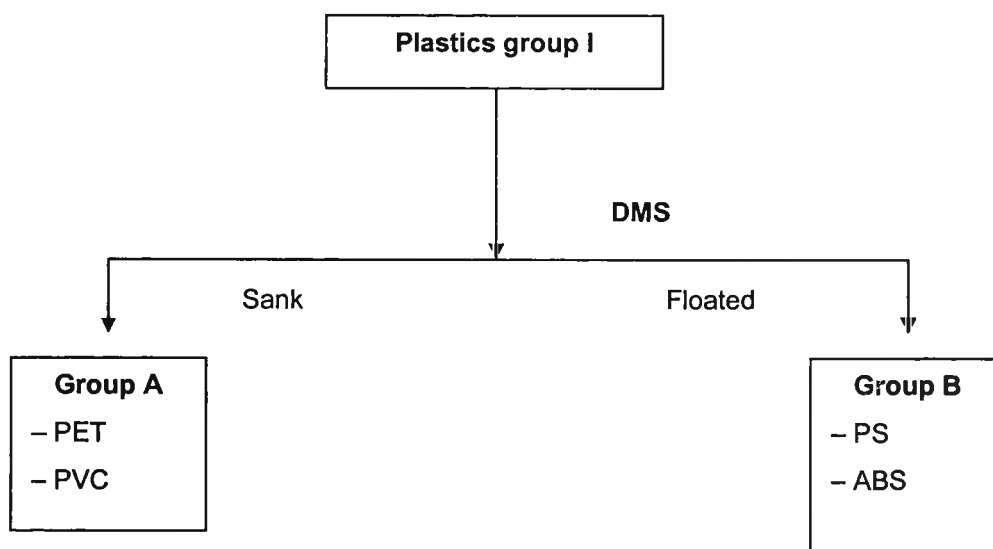 Plastics group I
DMS
Sank
Floated
Group A
– PET
– PVC
Group B
– PS
– ABS